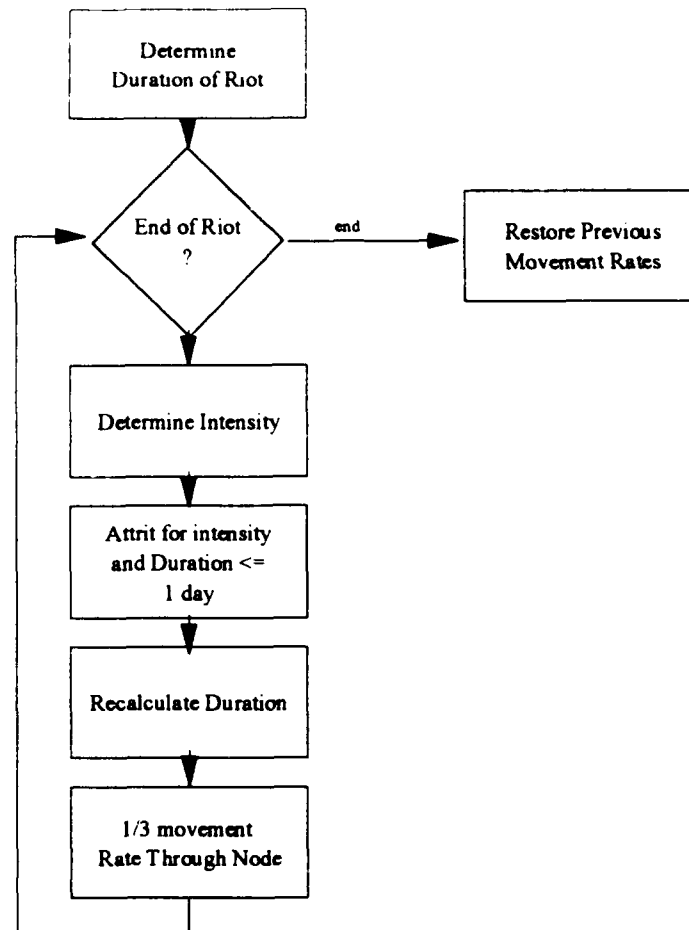 Determine
Duration of Riot
End of Riot
?
end
Restore Previous
Movement Rates
Determine Intensity
Attrit for intensity
and Duration <=
1 day
Recalculate Duration
1/3 movement
Rate Through Node